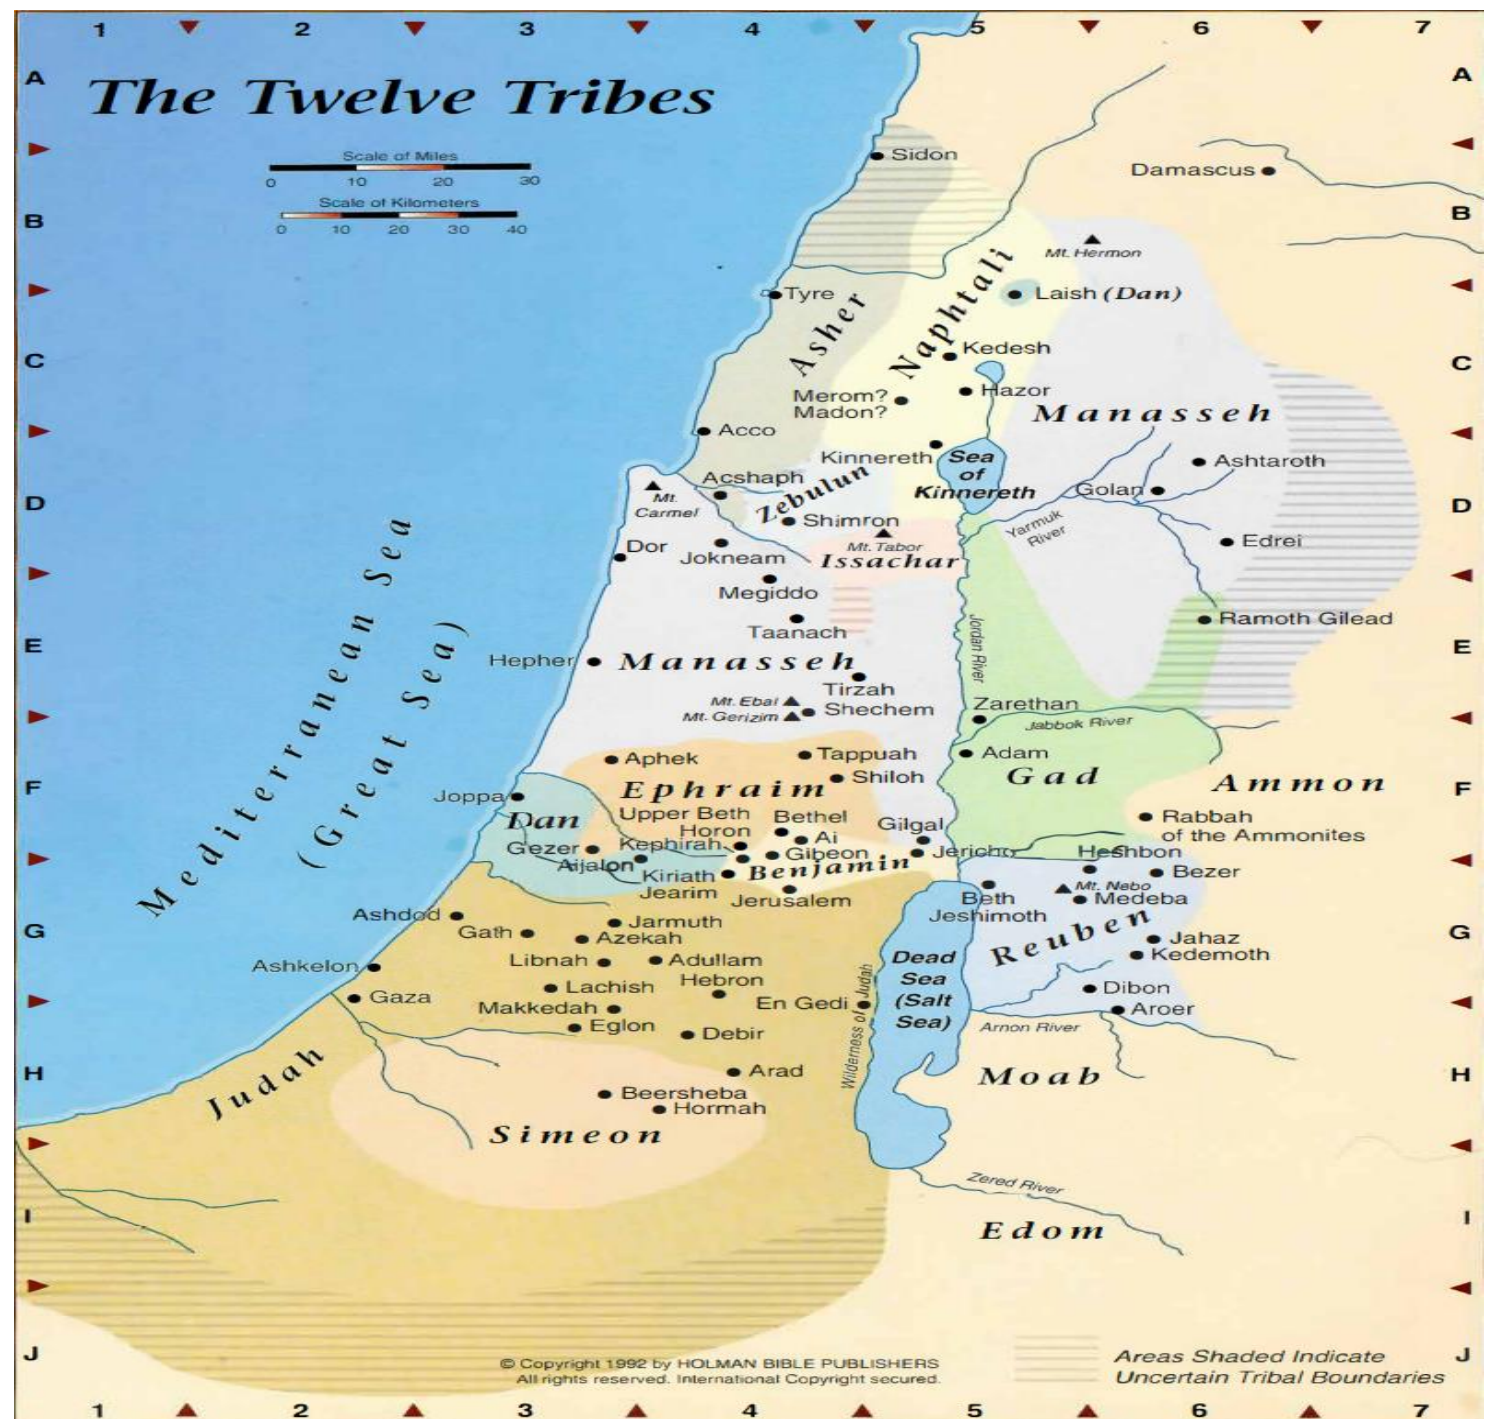 1 2 3 4 5 6 7
The Twelve Tribes
A A
Scale of Miles
0 10 20 30
Scale of Kilometers
0 10 20 30 40
Sidon
Damascus
B B
Mt. Hermon
Tyre
Laish (Dan)
Asher
Naphtali
Kedesh
C C
Merom?
Madon?
Hazor
Manasseh
Acco
Kinnereth
Sea
of
Kinnereth
Ashtaroth
Acshaph
Zebulun
Golan
Mt.
Carmel
D D
Shimron
Yarmuk
River
Mt. Tabor
Dor
Jokneam
Issachar
Edrei
Megiddo
Taanach
Jordan River
Ramoth Gilead
E E
Mediterranean Sea
(Great Sea)
Hepher
Manasseh
Tirzah
Mt. Ebal
Mt. Gerizim
Shechem
Zarethan
Jabbok River
Aphek
Tappuah
Adam
Shiloh
Gad
Ammon
F F
Ephraim
Joppa
Dan
Upper Beth
Horon
Bethel
Ai
Gilgal
Rabbah
of the Ammonites
Gezer
Kephirah
Gibeon
Jericho
Heshbon
Aijalon
Kiriath
Jearim
Benjamin
Bezer
Jerusalem
Beth
Jeshimoth
Mt. Nebo
Medeba
Ashdod
Jarmuth
Reuben
G G
Gath
Azekah
Jahaz
Kedemoth
Ashkelon
Libnah
Adullam
Dead
Sea
(Salt
Sea)
Lachish
Hebron
Dibon
Gaza
Makkedah
En Gedi
Aroer
Eglon
Debir
Arnon River
Wilderness of Judah
Judah
Arad
Moab
H H
Beersheba
Hormah
Simeon
Zered River
I I
Edom
J J
© Copyright 1992 by HOLMAN BIBLE PUBLISHERS
All rights reserved. International Copyright secured.
Areas Shaded Indicate
Uncertain Tribal Boundaries
1 2 3 4 5 6 7